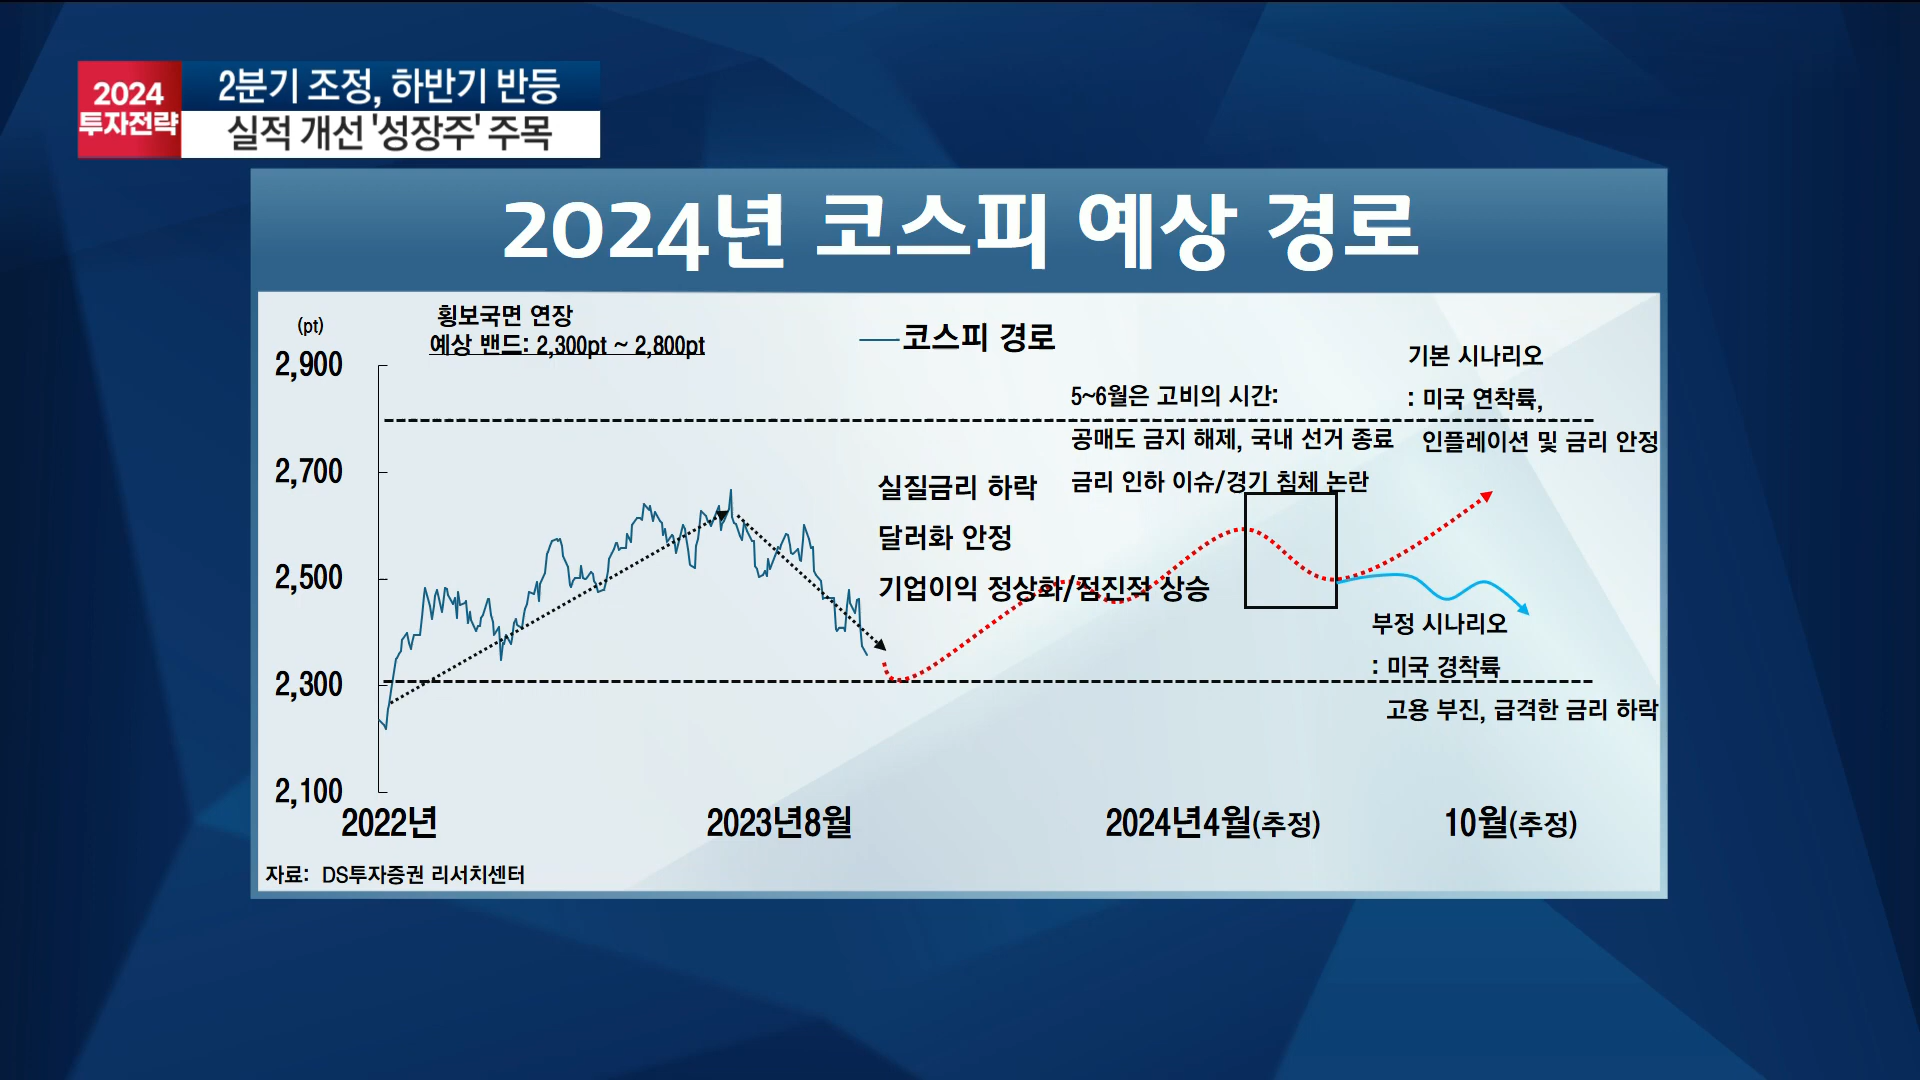 2024
투자전략
2분기 조정, 하반기 반등
실적 개선 '성장주' 주목
2024년 코스피 예상 경로
(pt)
횡보국면 연장
예상 밴드: 2,300pt ~ 2,800pt
코스피 경로
2,900
2,700
2,500
2,300
2,100
실질금리 하락
달러화 안정
기업이익 정상화/점진적 상승
5~6월은 고비의 시간:
공매도 금지 해제, 국내 선거 종료
금리 인하 이슈/경기 침체 논란
기본 시나리오
: 미국 연착륙,
인플레이션 및 금리 안정
부정 시나리오
: 미국 경착륙
고용 부진, 급격한 금리 하락
2022년
2023년8월
2024년4월(추정)
10월(추정)
자료: DS투자증권 리서치센터